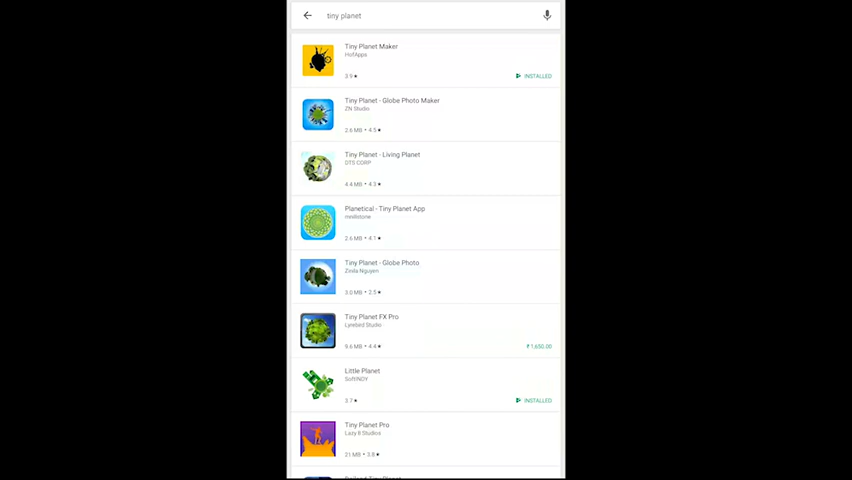 tiny planet
Tiny Planet Maker
HofApps
3.9★
INSTALLED
Tiny Planet - Globe Photo Maker
ZN Studio
2.6 MB • 4.5★
Tiny Planet - Living Planet
DTS CORP
4.4 MB • 4.3★
Planetical - Tiny Planet App
2.6 MB • 4.1★
Tiny Planet - Globe Photo
Zinila Nguyen
3.0 MB • 2.5★
Tiny Planet FX Pro
Lyrebird Studio
9.6 MB • 4.4★
₹1,650.00
Little Planet
3.7★
INSTALLED
Tiny Planet Pro
Lazy 8 Studios
21 MB • 3.8★